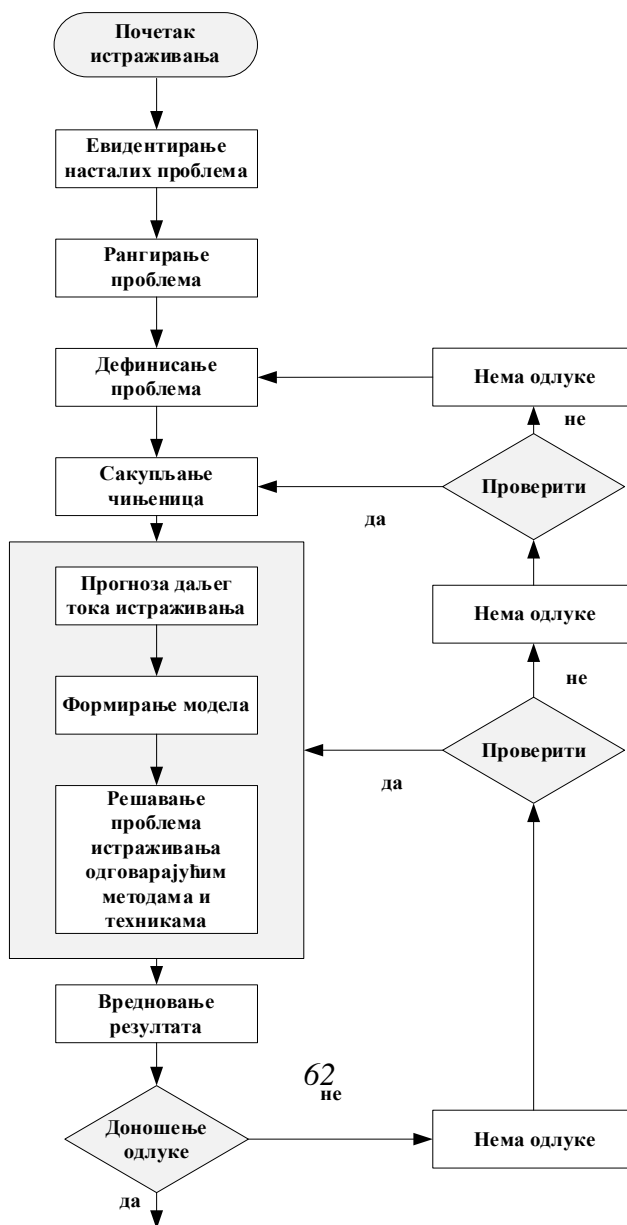 Почетак
истраживања
Евидентирање
насталих проблема
Рангирање
проблема
Дефинисање
проблема
Нема одлуке
не
Сакупљање
чињеница
Проверити
да
Прогноза даљег
тока истраживања
Нема одлуке
не
Формирање модела
Проверити
да
Решавање
проблема
истраживања
одговарајућим
методама и
техникама
Вредновање
резултата
62
не
Доношење
одлуке
Нема одлуке
да